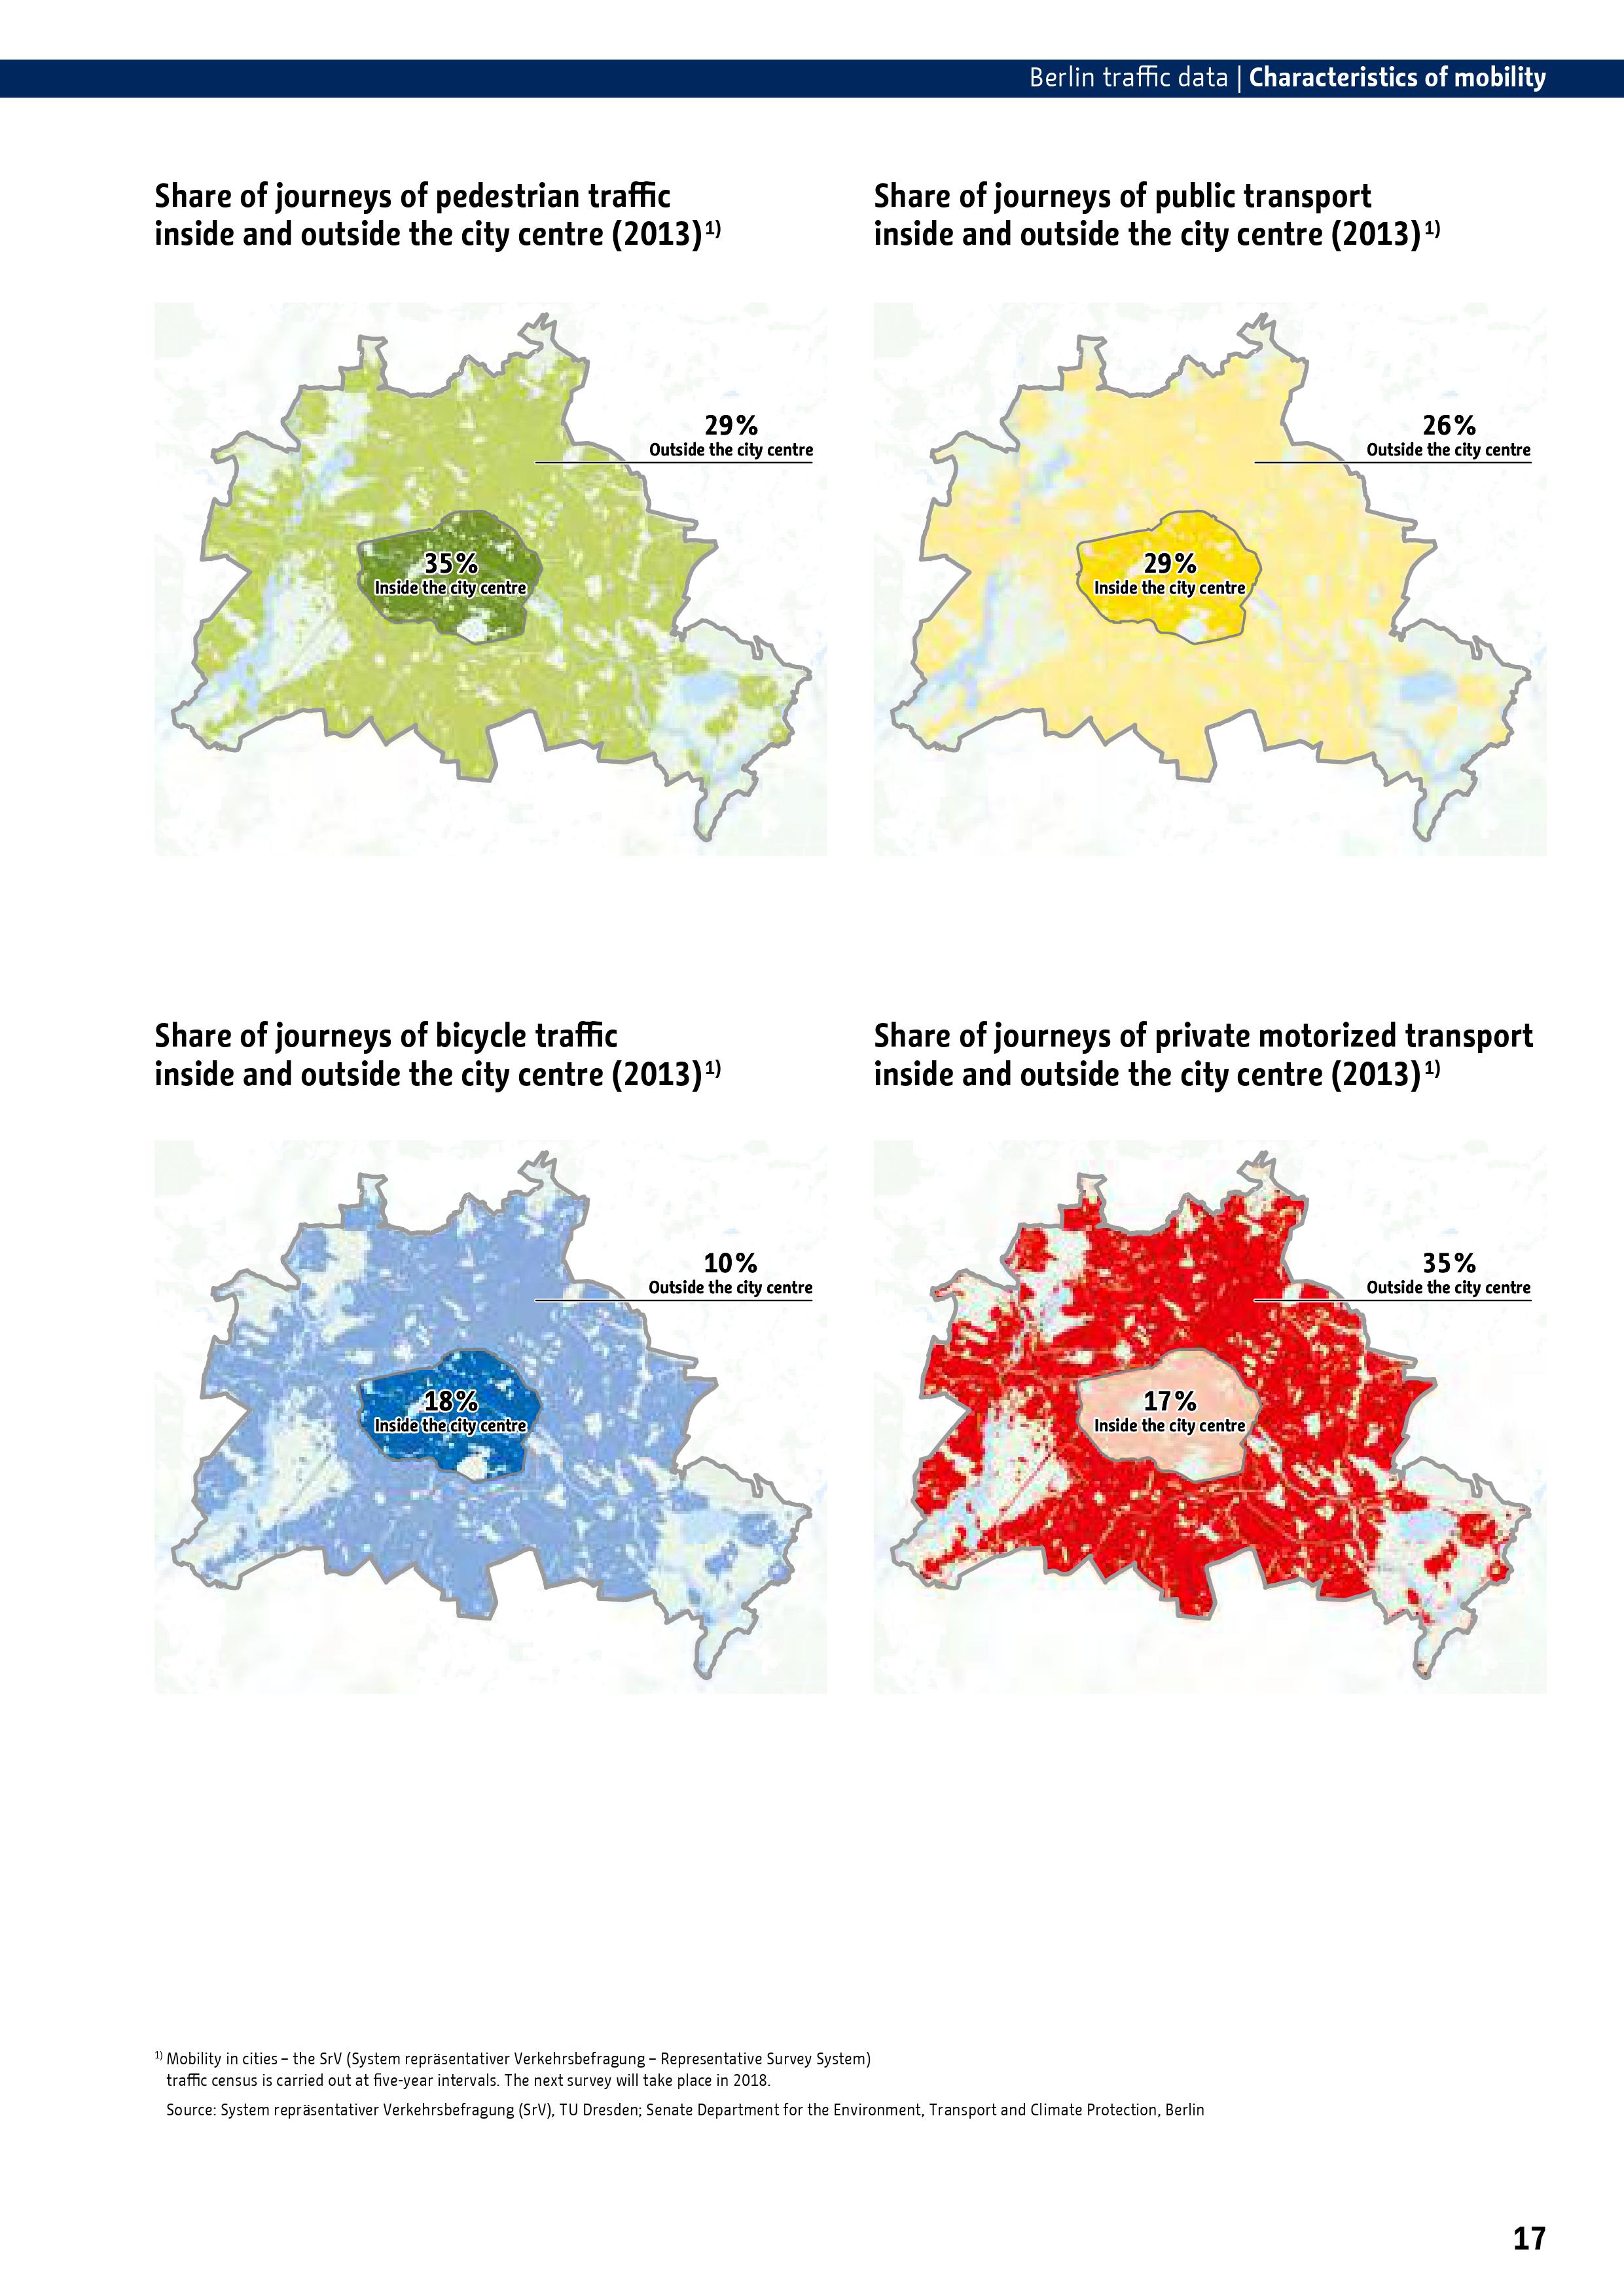 Berlin traffic data | Characteristics of mobility
Share of journeys of pedestrian traffic
inside and outside the city centre (2013) 1)
29%
Outside the city centre
35%
Inside the city centre
Share of journeys of public transport
inside and outside the city centre (2013) 1)
26%
Outside the city centre
29%
Inside the city centre
Share of journeys of bicycle traffic
inside and outside the city centre (2013) 1)
10%
Outside the city centre
18%
Inside the city centre
Share of journeys of private motorized transport
inside and outside the city centre (2013) 1)
35%
Outside the city centre
17%
Inside the city centre
1) Mobility in cities – the SrV (System repräsentativer Verkehrsbefragung – Representative Survey System)
traffic census is carried out at five-year intervals. The next survey will take place in 2018.
Source: System repräsentativer Verkehrsbefragung (SrV), TU Dresden; Senate Department for the Environment, Transport and Climate Protection, Berlin
17